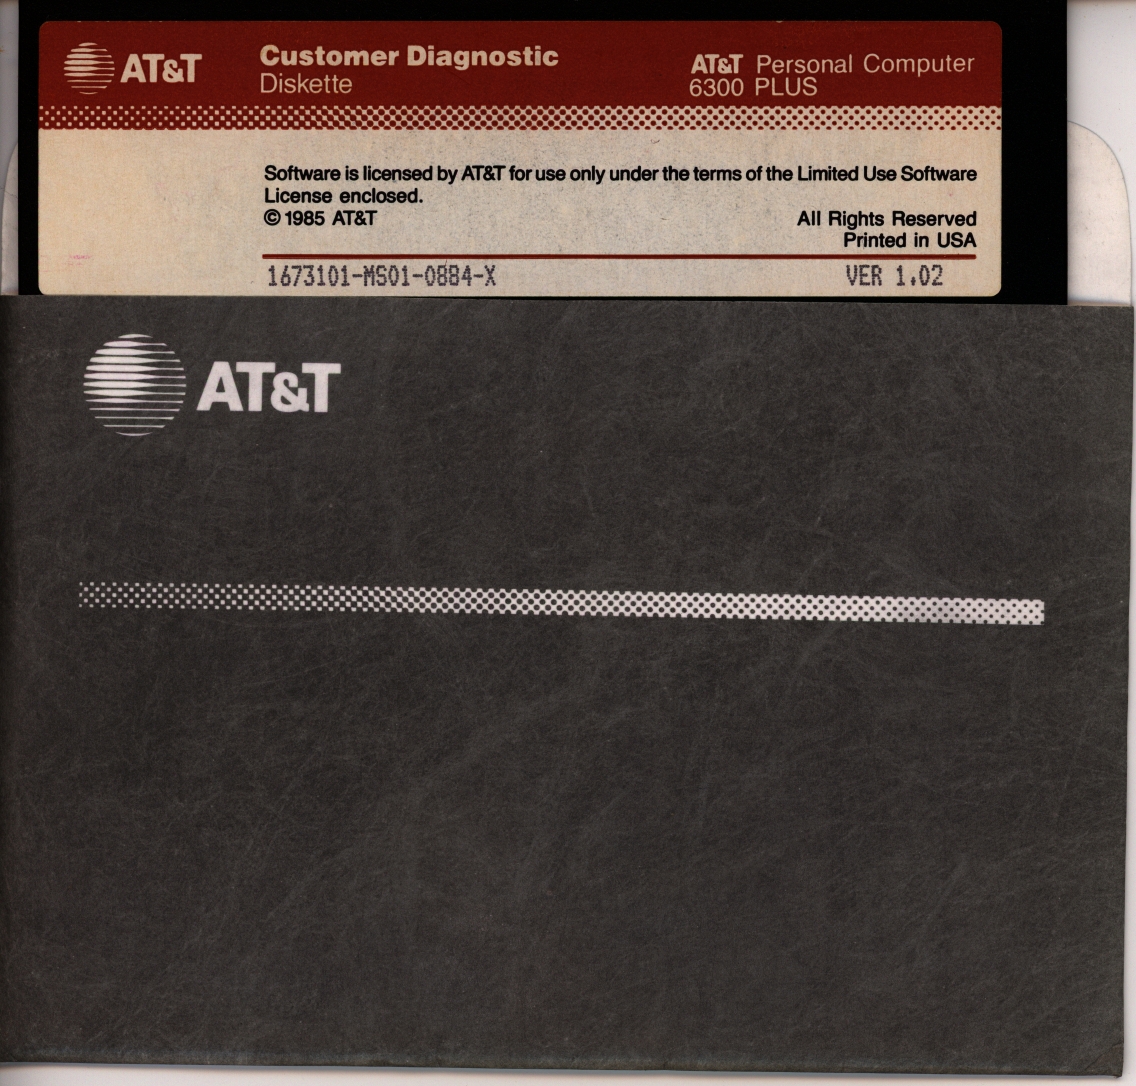 AT&T
Customer Diagnostic
Diskette
AT&T Personal Computer
6300 PLUS
Software is licensed by AT&T for use only under the terms of the Limited Use Software
License enclosed.
© 1985 AT&T
All Rights Reserved
Printed in USA
1673101-MS01-0884-X
VER 1.02
AT&T